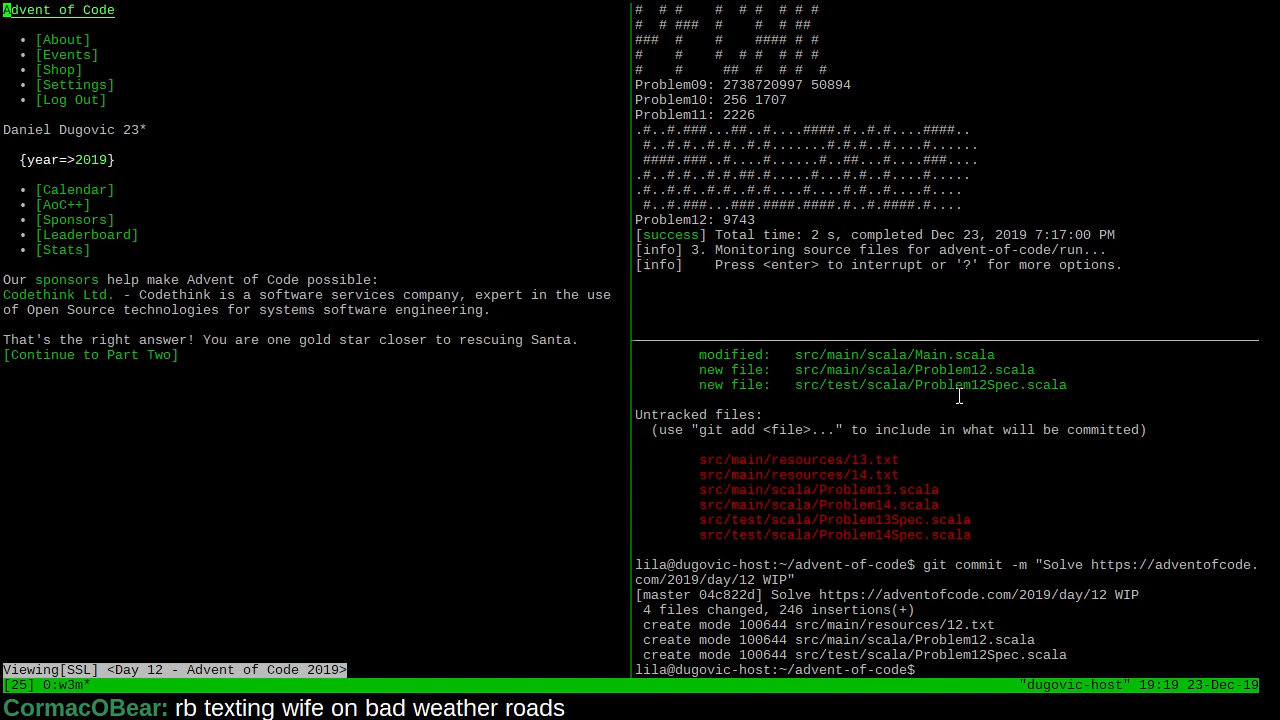 Advent of Code
• [About]
• [Events]
• [Shop]
• [Settings]
• [Log Out]
Daniel Dugovic 23*
{year=>2019}
• [Calendar]
• [AoC++]
• [Sponsors]
• [Leaderboard]
• [Stats]
Our sponsors help make Advent of Code possible:
Codethink Ltd. - Codethink is a software services company, expert in the use
of Open Source technologies for systems software engineering.
That's the right answer! You are one gold star closer to rescuing Santa.
[Continue to Part Two]
Viewing[SSL] <Day 12 - Advent of Code 2019>
#  # #    #  # #  # # #
#  # ###  #    #  # ##
###  #    #    #### # #
#    #    #  # #  # # #
#    #     ##  #  # #  #
Problem09: 2738720997 50894
Problem10: 256 1707
Problem11: 2226
.#..#.###...##..#....####.#..#.#....####..
 #..#.#..#.#..#.#.......#.#.#..#....#......
 ####.###..#....#......#..##...#....###....
.#..#.#..#.#.##.#.....#...#.#..#....#.....
.#..#.#..#.#..#.#....#....#.#..#....#....
 #..#.###...###.####.####.#..#.####.#....
Problem12: 9743
[success] Total time: 2 s, completed Dec 23, 2019 7:17:00 PM
[info] 3. Monitoring source files for advent-of-code/run...
[info]    Press <enter> to interrupt or '?' for more options.
modified:   src/main/scala/Main.scala
new file:   src/main/scala/Problem12.scala
new file:   src/test/scala/Problem12Spec.scala
Untracked files:
(use "git add <file>..." to include in what will be committed)
src/main/resources/13.txt
src/main/resources/14.txt
src/main/scala/Problem13.scala
src/main/scala/Problem14.scala
src/test/scala/Problem13Spec.scala
src/test/scala/Problem14Spec.scala
lila@dugovic-host:~/advent-of-code$ git commit -m "Solve https://adventofcode.
com/2019/day/12 WIP"
[master 04c822d] Solve https://adventofcode.com/2019/day/12 WIP
4 files changed, 246 insertions(+)
create mode 100644 src/main/resources/12.txt
create mode 100644 src/main/scala/Problem12.scala
create mode 100644 src/test/scala/Problem12Spec.scala
lila@dugovic-host:~/advent-of-code$
[25] 0:w3m* "dugovic-host" 19:19 23-Dec-19
CormacOBear: rb texting wife on bad weather roads